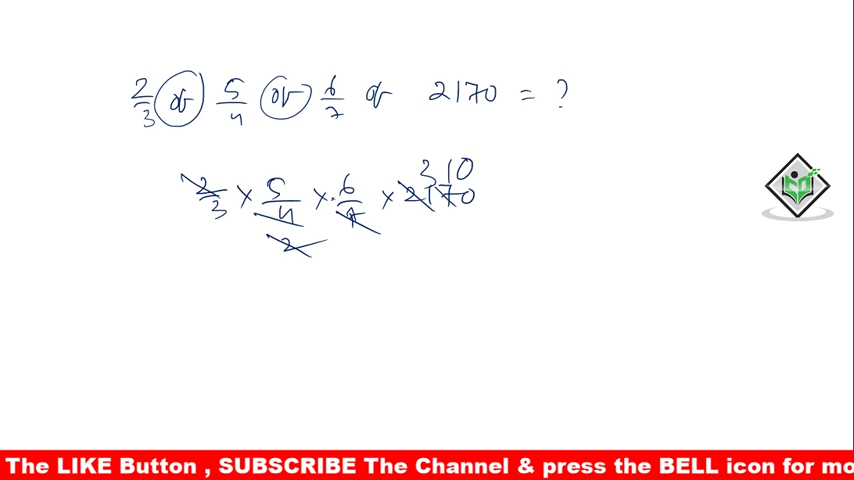 2/3 of 5/4 of 6/7 of 2170 = ?
310
2/3 × 5/4 × 6/7 × 2170
2
The LIKE Button , SUBSCRIBE The Channel & press the BELL icon for mo